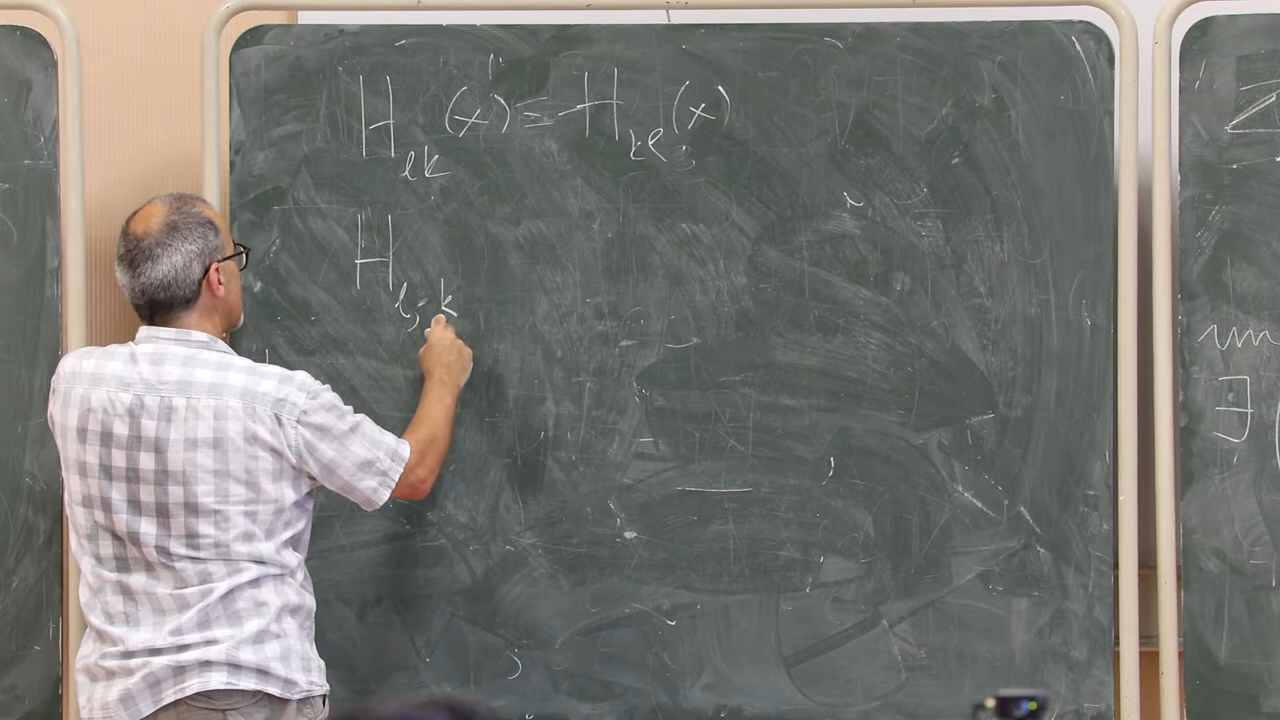 H_{lk}(x) = H_{kl}(x)
H_{l,k}
Z
∃